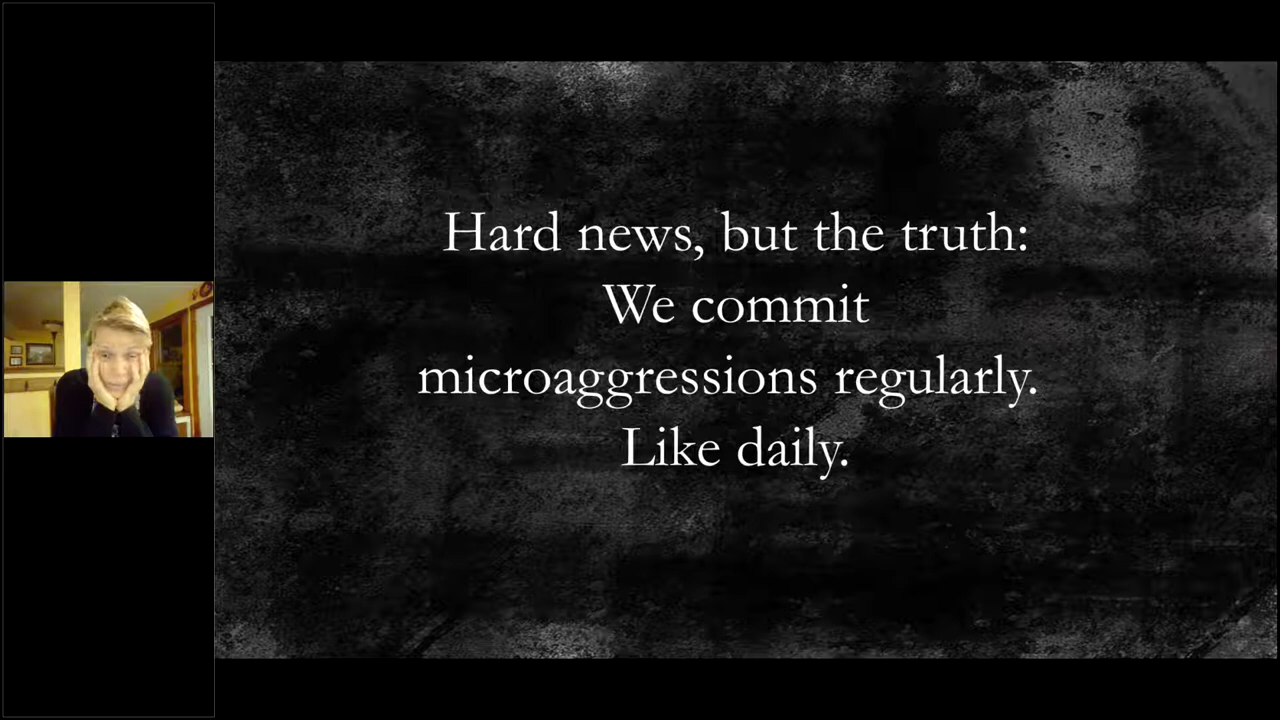 Hard news, but the truth:
We commit
microaggressions regularly.
Like daily.